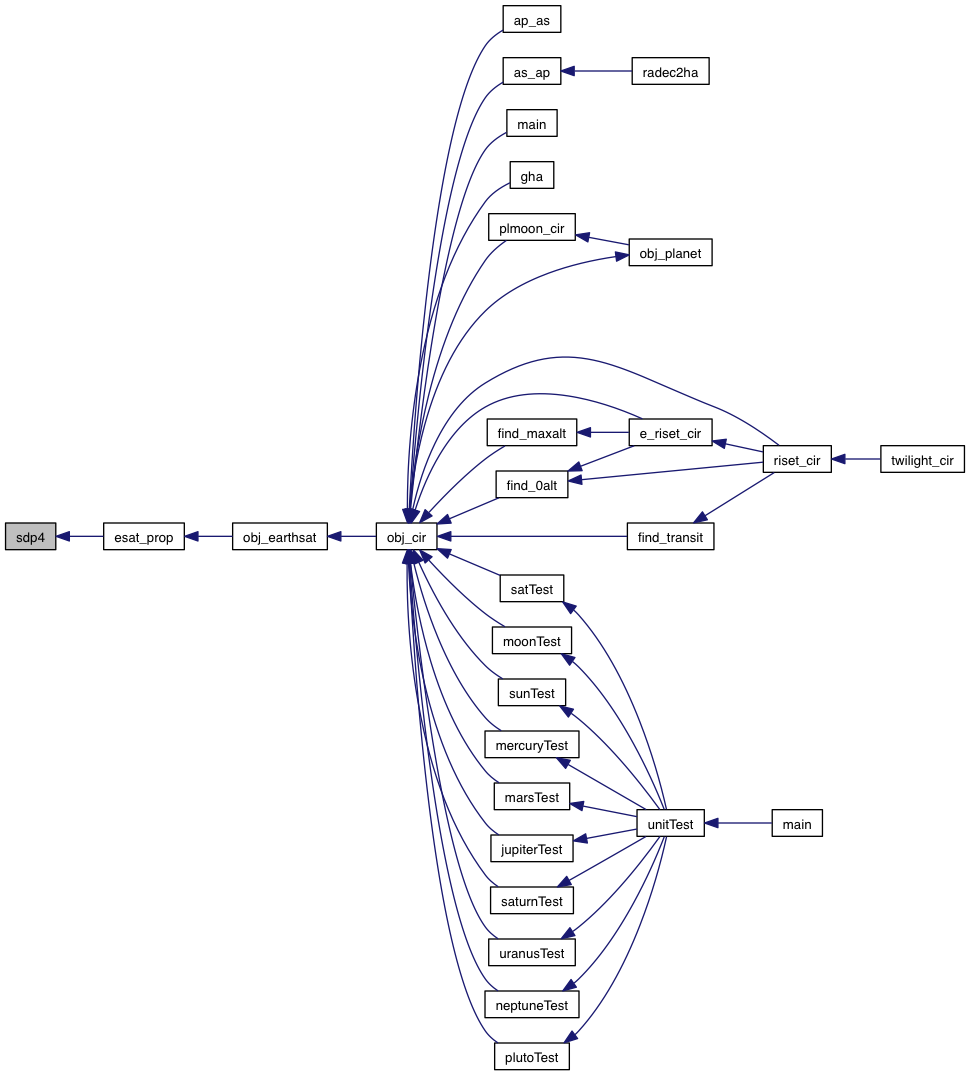 ap_as
as_ap
radec2ha
main
gha
plmoon_cir
obj_planet
find_maxalt
e_riset_cir
riset_cir
twilight_cir
find_0alt
sdp4
esat_prop
obj_earthsat
obj_cir
find_transit
satTest
moonTest
sunTest
mercuryTest
marsTest
unitTest
main
jupiterTest
saturnTest
uranusTest
neptuneTest
plutoTest